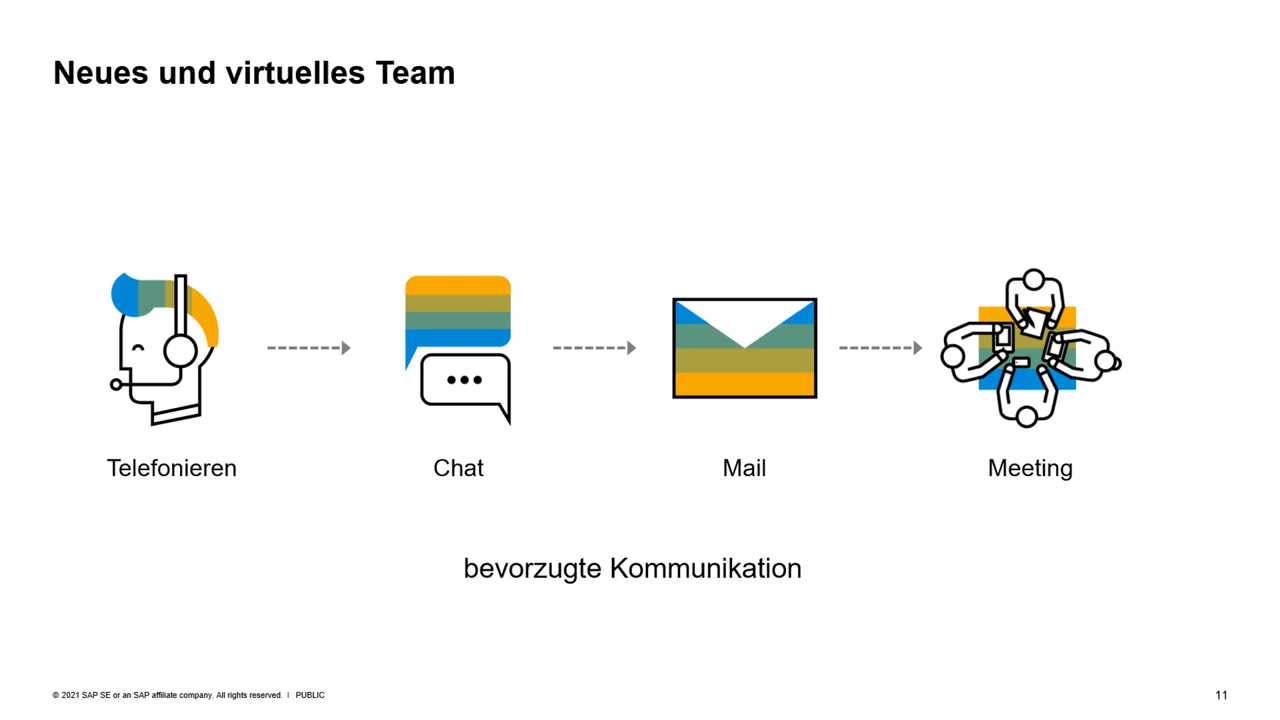 Neues und virtuelles Team
Telefonieren
Chat
Mail
Meeting
bevorzugte Kommunikation
© 2021 SAP SE or an SAP affiliate company. All rights reserved. I PUBLIC
11